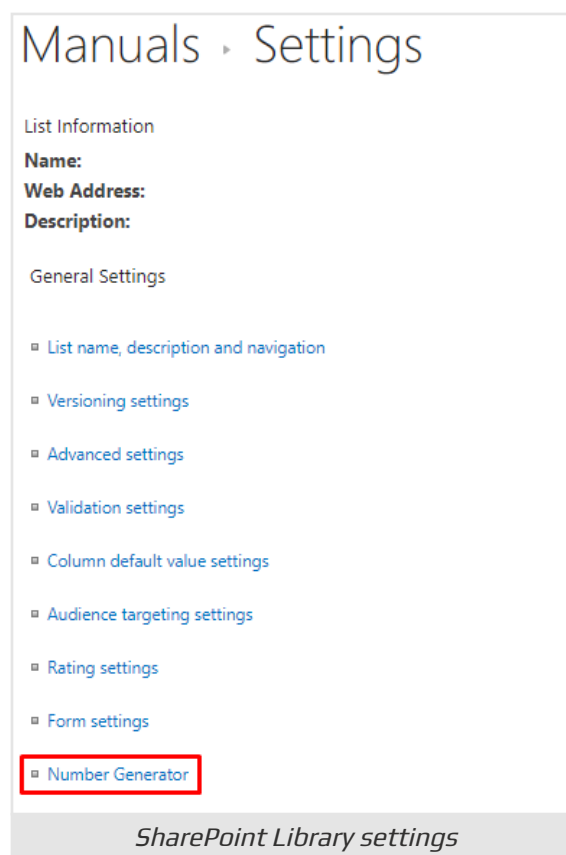 Manuals ▸ Settings
List Information
Name:
Web Address:
Description:
General Settings
List name, description and navigation
Versioning settings
Advanced settings
Validation settings
Column default value settings
Audience targeting settings
Rating settings
Form settings
Number Generator
SharePoint Library settings